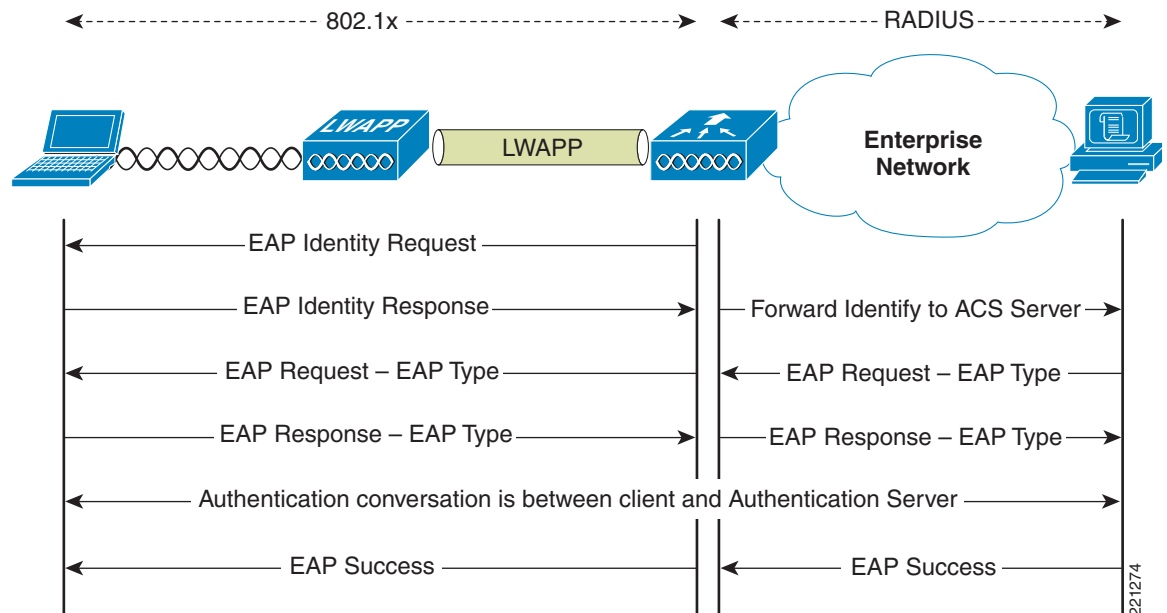 802.1x
RADIUS
LWAPP
LWAPP
Enterprise
Network
EAP Identity Request
EAP Identity Response
Forward Identify to ACS Server
EAP Request – EAP Type
EAP Request – EAP Type
EAP Response – EAP Type
EAP Response – EAP Type
Authentication conversation is between client and Authentication Server
EAP Success
EAP Success
221274